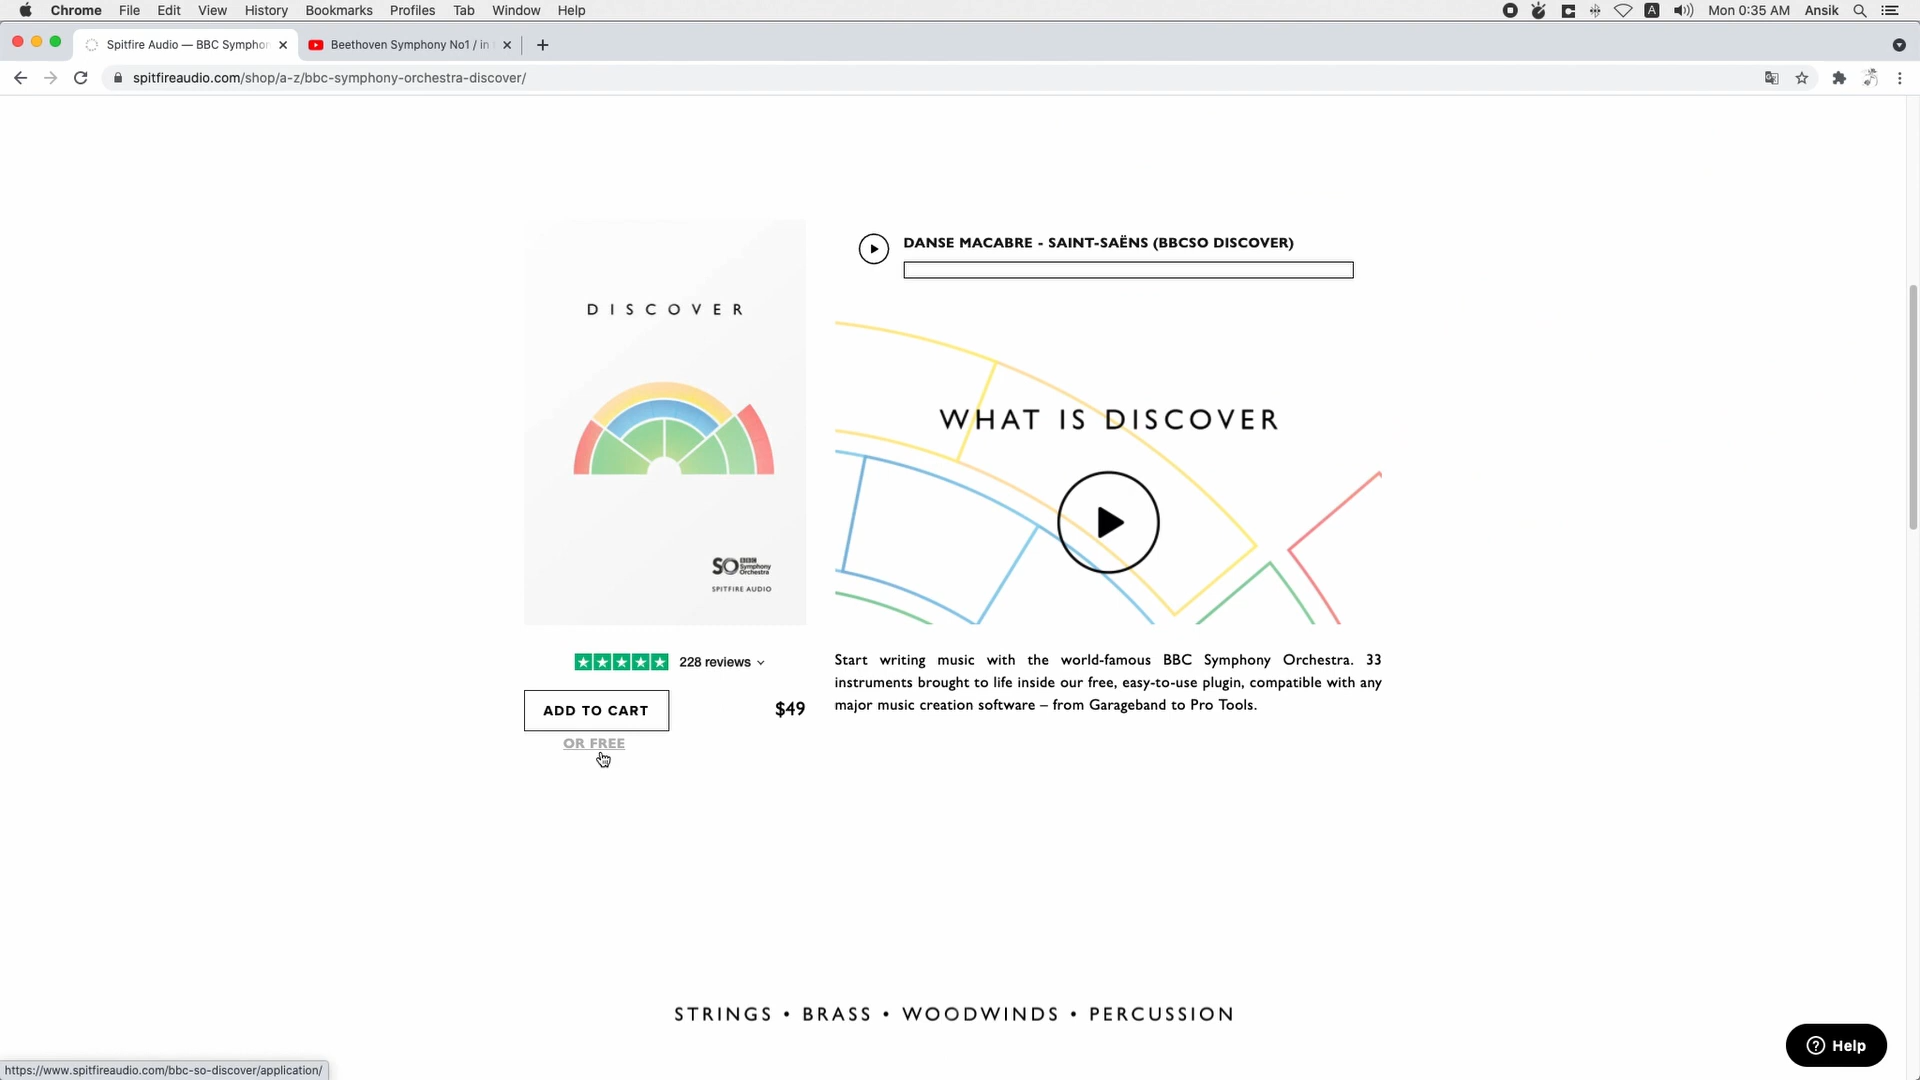 Chrome File Edit View History Bookmarks Profiles Tab Window Help
A Mon 0:35 AM Ansik
Spitfire Audio — BBC Sympho
Beethoven Symphony No1 / in
spitfireaudio.com/shop/a-z/bbc-symphony-orchestra-discover/
DANSE MACABRE - SAINT-SAËNS (BBCSO DISCOVER)
DISCOVER
WHAT IS DISCOVER
SO BBC Symphony Orchestra
SPITFIRE AUDIO
228 reviews
Start writing music with the world-famous BBC Symphony Orchestra. 33
instruments brought to life inside our free, easy-to-use plugin, compatible with any
major music creation software – from Garageband to Pro Tools.
ADD TO CART
$49
OR FREE
STRINGS • BRASS • WOODWINDS • PERCUSSION
? Help
https://www.spitfireaudio.com/bbc-so-discover/application/